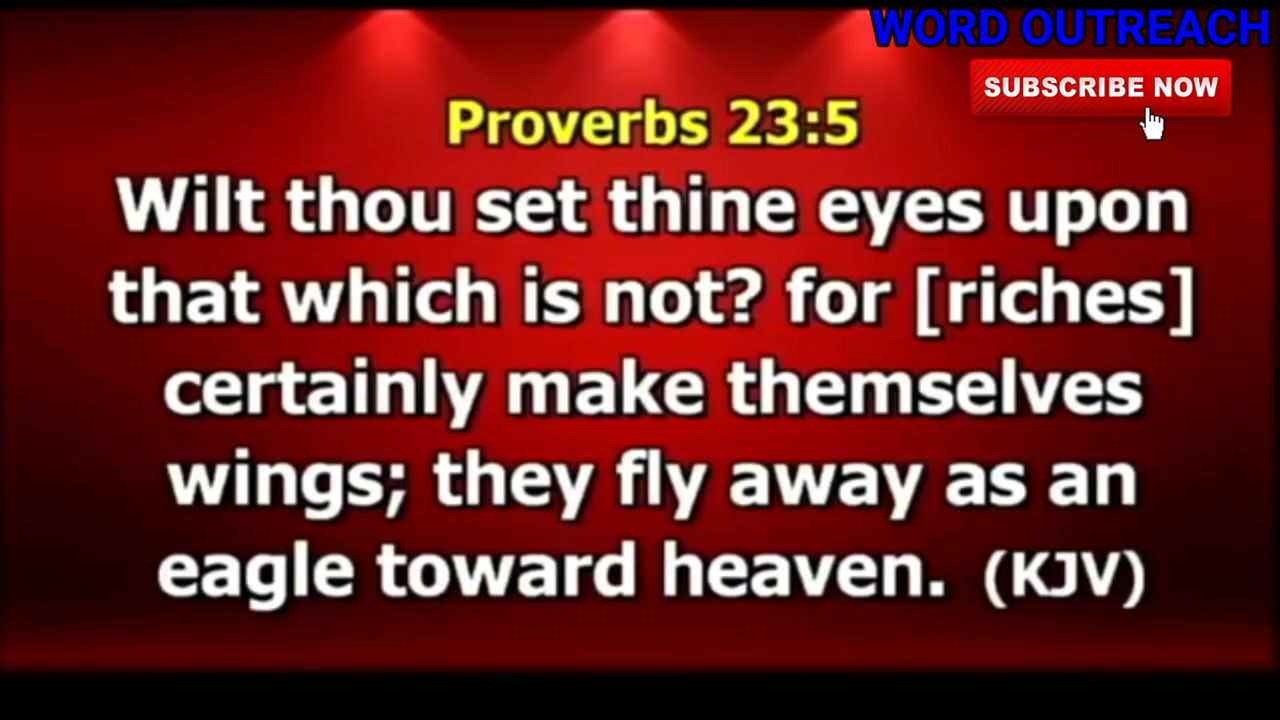 WORD OUTREACH
SUBSCRIBE NOW
Proverbs 23:5
Wilt thou set thine eyes upon
that which is not? for [riches]
certainly make themselves
wings; they fly away as an
eagle toward heaven. (KJV)